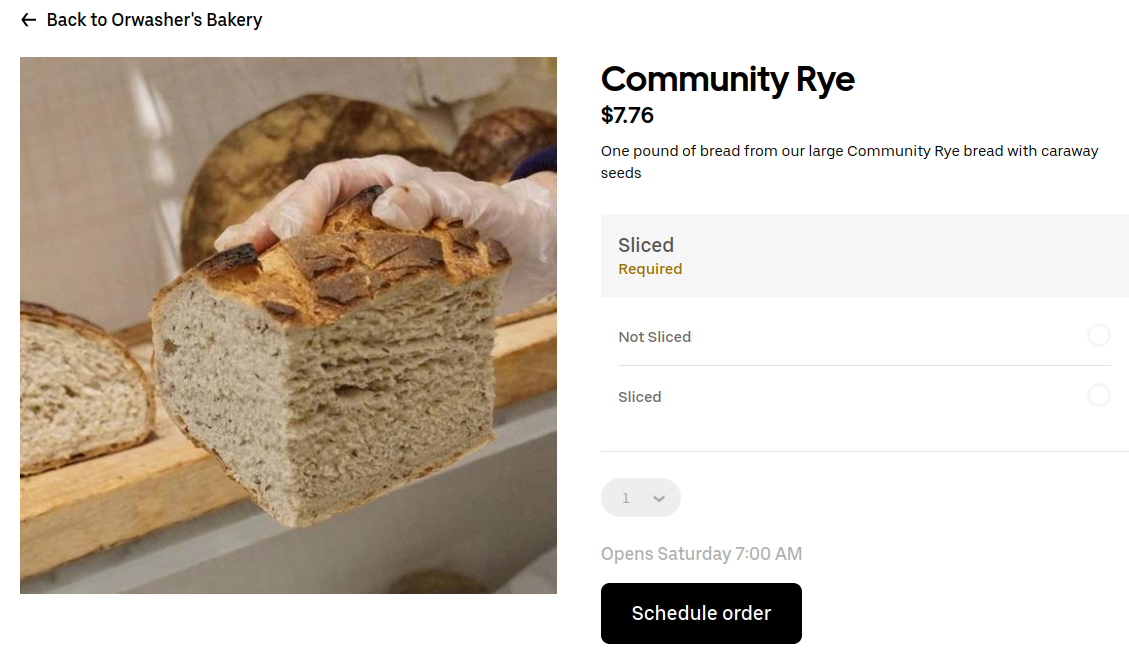 Back to Orwasher's Bakery
Community Rye
$7.76
One pound of bread from our large Community Rye bread with caraway
seeds
Sliced
Required
Not Sliced
Sliced
1
Opens Saturday 7:00 AM
Schedule order